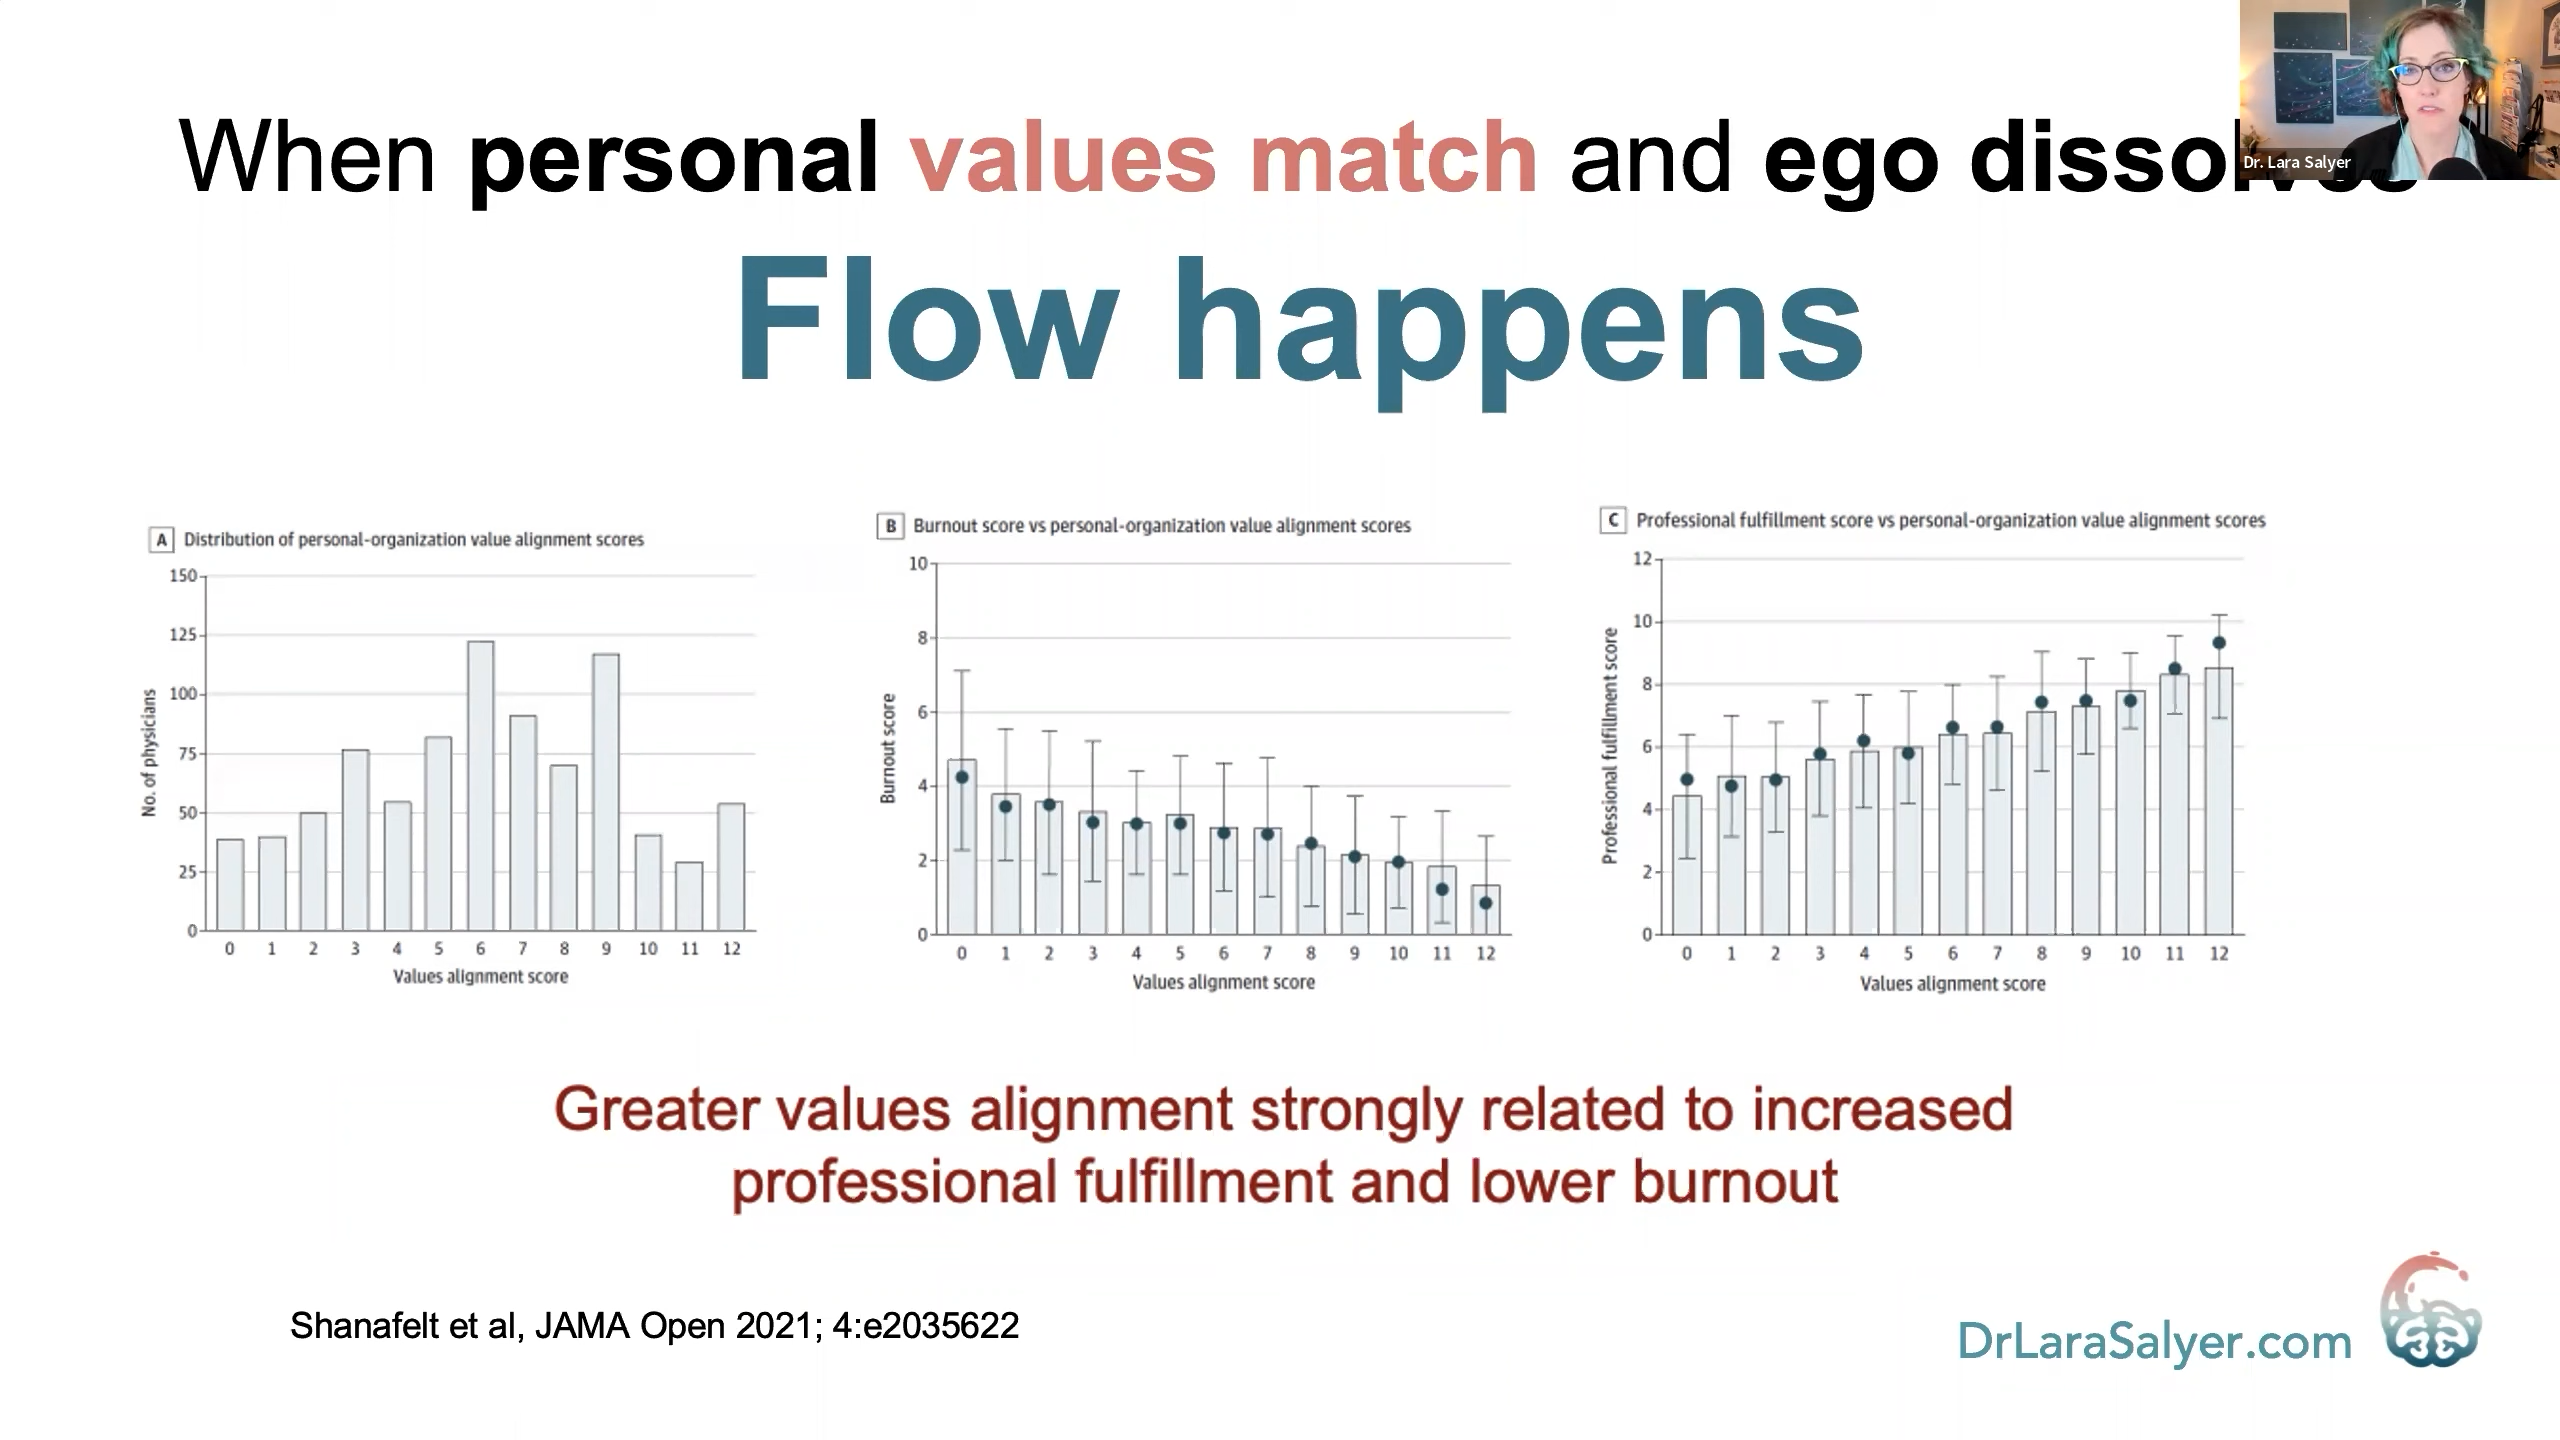 When personal values match and ego
Dr. Lara Salyer
Flow happens
A Distribution of personal-organization value alignment scores
150
125
100
75
50
25
0
No. of physicians
0 1 2 3 4 5 6 7 8 9 10 11 12
Values alignment score
B Burnout score vs personal-organization value alignment scores
10
8
6
4
2
0
Burnout score
0 1 2 3 4 5 6 7 8 9 10 11 12
Values alignment score
C Professional fulfillment score vs personal-organization value alignment scores
12
10
8
6
4
2
0
Professional fulfillment score
0 1 2 3 4 5 6 7 8 9 10 11 12
Values alignment score
Greater values alignment strongly related to increased
professional fulfillment and lower burnout
Shanafelt et al, JAMA Open 2021; 4:e2035622
DrLaraSalyer.com